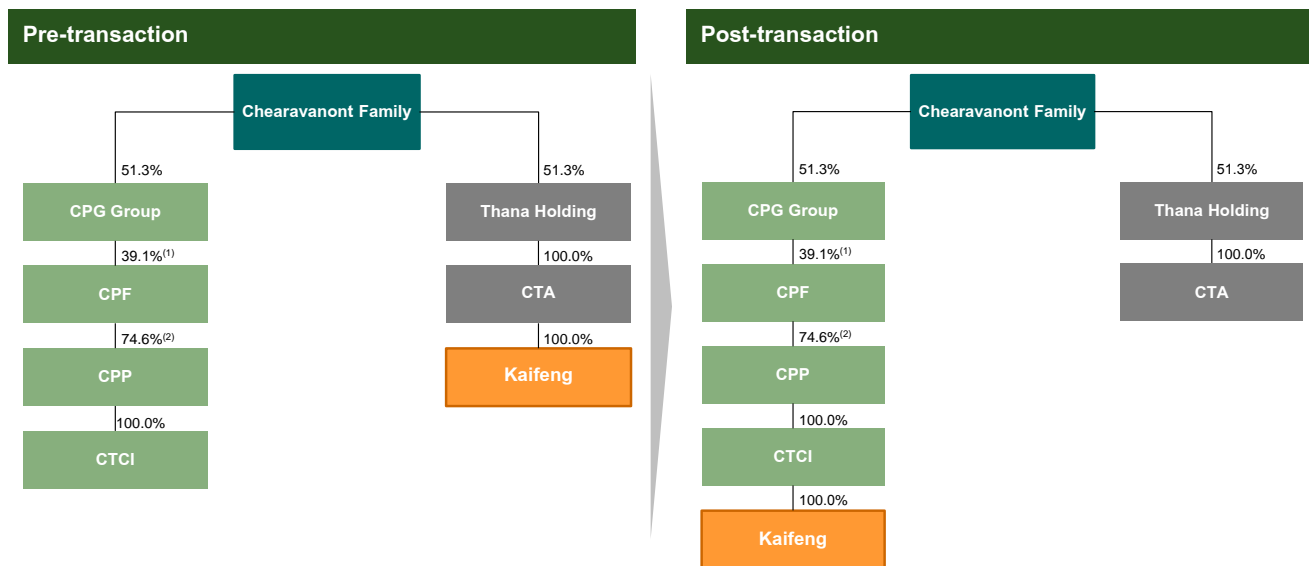 Pre-transaction
Chearavanont Family
51.3%
51.3%
CPG Group
Thana Holding
39.1%(1)
100.0%
CPF
CTA
74.6%(2)
100.0%
CPP
Kaifeng
100.0%
CTCI
Post-transaction
Chearavanont Family
51.3%
51.3%
CPG Group
Thana Holding
39.1%(1)
100.0%
CPF
CTA
74.6%(2)
CPP
100.0%
CTCI
100.0%
Kaifeng